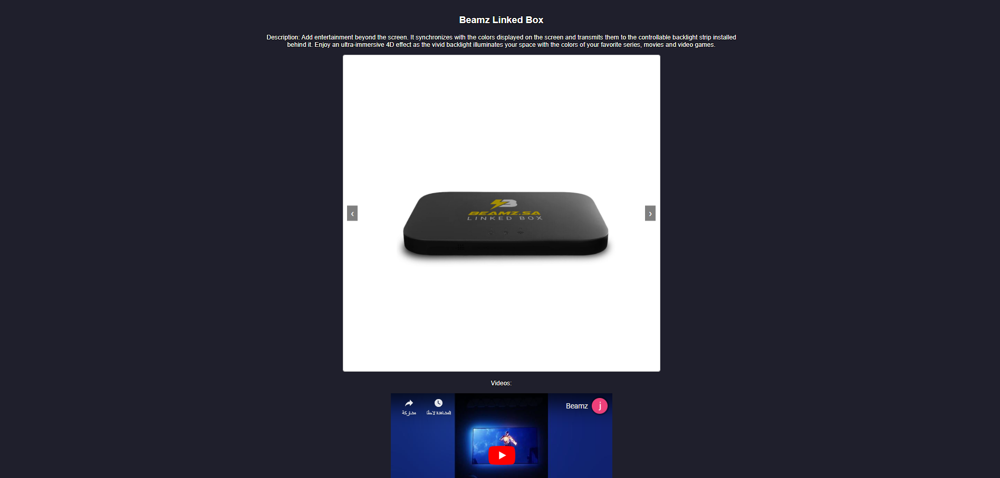 Beamz Linked Box
Description: Add entertainment beyond the screen. It synchronizes with the colors displayed on the screen and transmits them to the controllable backlight strip installed
behind it. Enjoy an ultra-immersive 4D effect as the vivid backlight illuminates your space with the colors of your favorite series, movies and video games.
BEAMZ.SA
LINKED BOX
Videos:
مشاركة
المشاهدة لاحقًا
Beamz
j